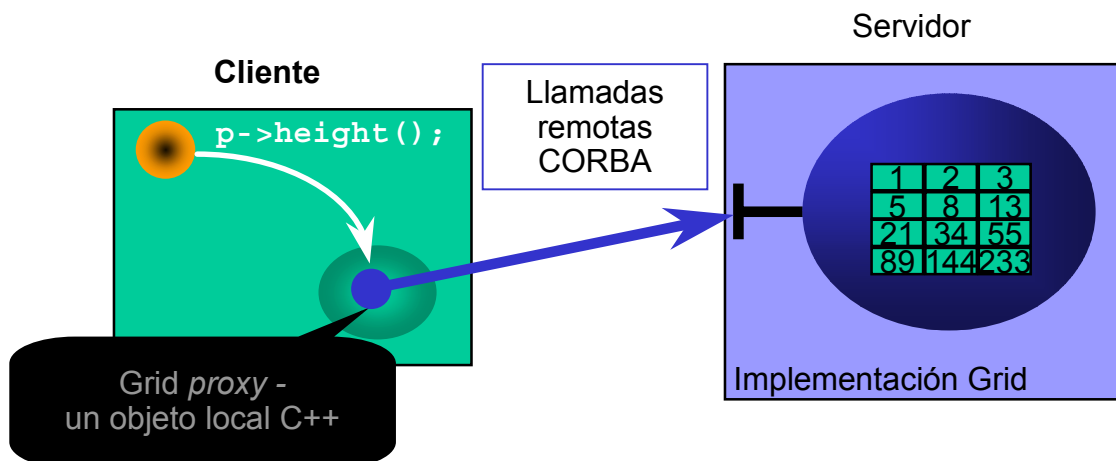 Servidor
Cliente
Llamadas
remotas
CORBA
p->height();
1 2 3
5 8 13
21 34 55
89 144 233
Grid proxy -
un objeto local C++
Implementación Grid